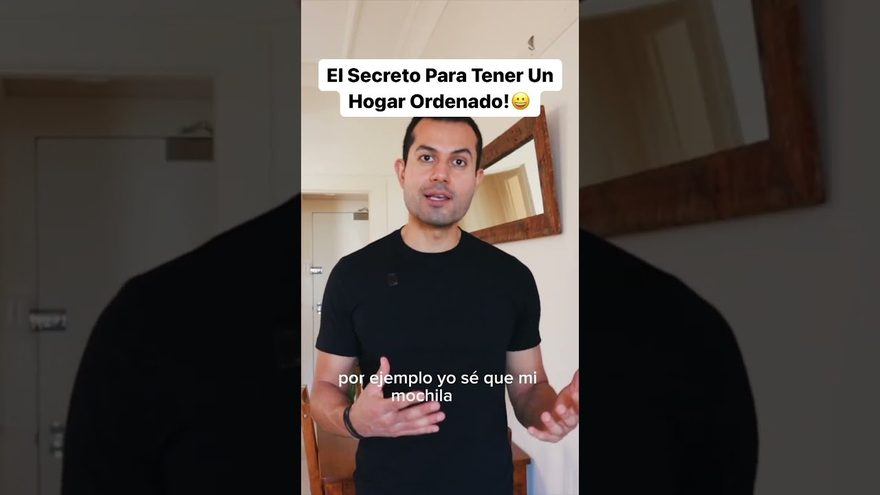 El Secreto Para Tener Un
Hogar Ordenado!😀
por ejemplo yo sé que mi
mochila